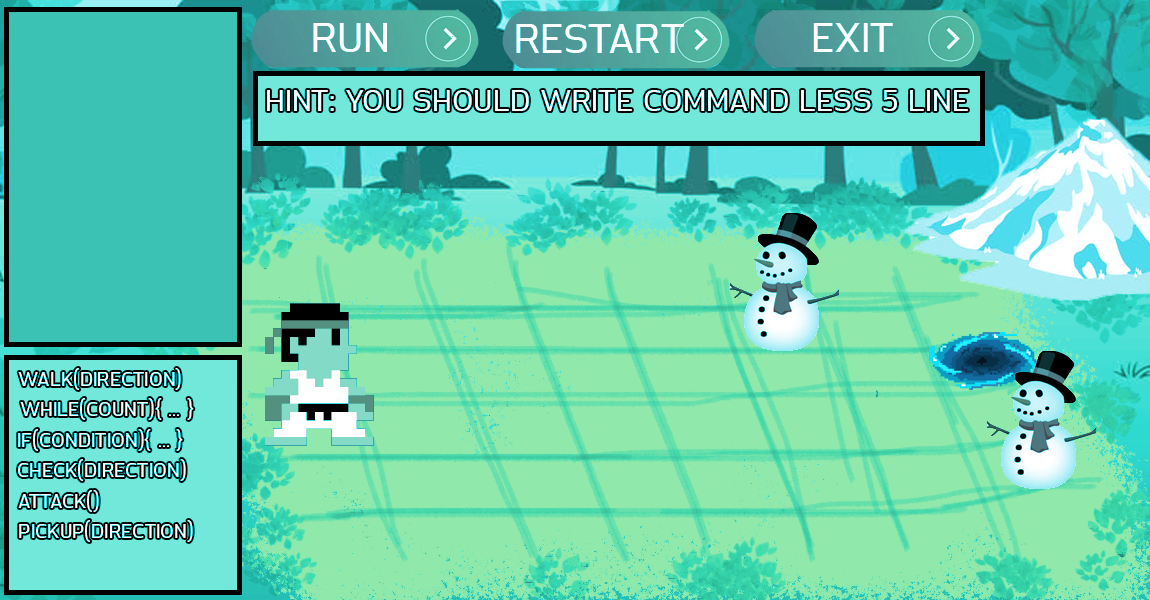 RUN
RESTART
EXIT
HINT: YOU SHOULD WRITE COMMAND LESS 5 LINE
WALK(DIRECTION)
WHILE(COUNT){ ... }
IF(CONDITION){ ... }
CHECK(DIRECTION)
ATTACK()
PICKUP(DIRECTION)